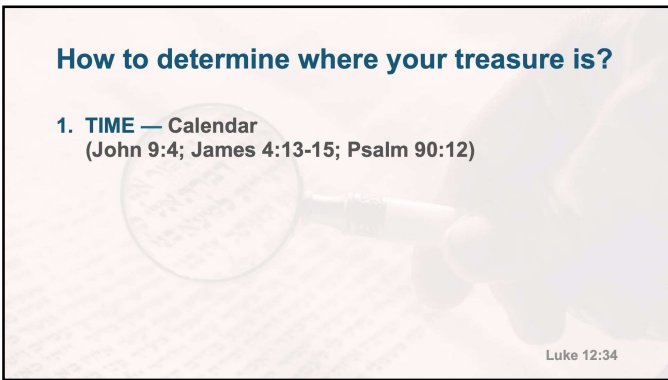 How to determine where your treasure is?
1. TIME — Calendar
(John 9:4; James 4:13-15; Psalm 90:12)
Luke 12:34